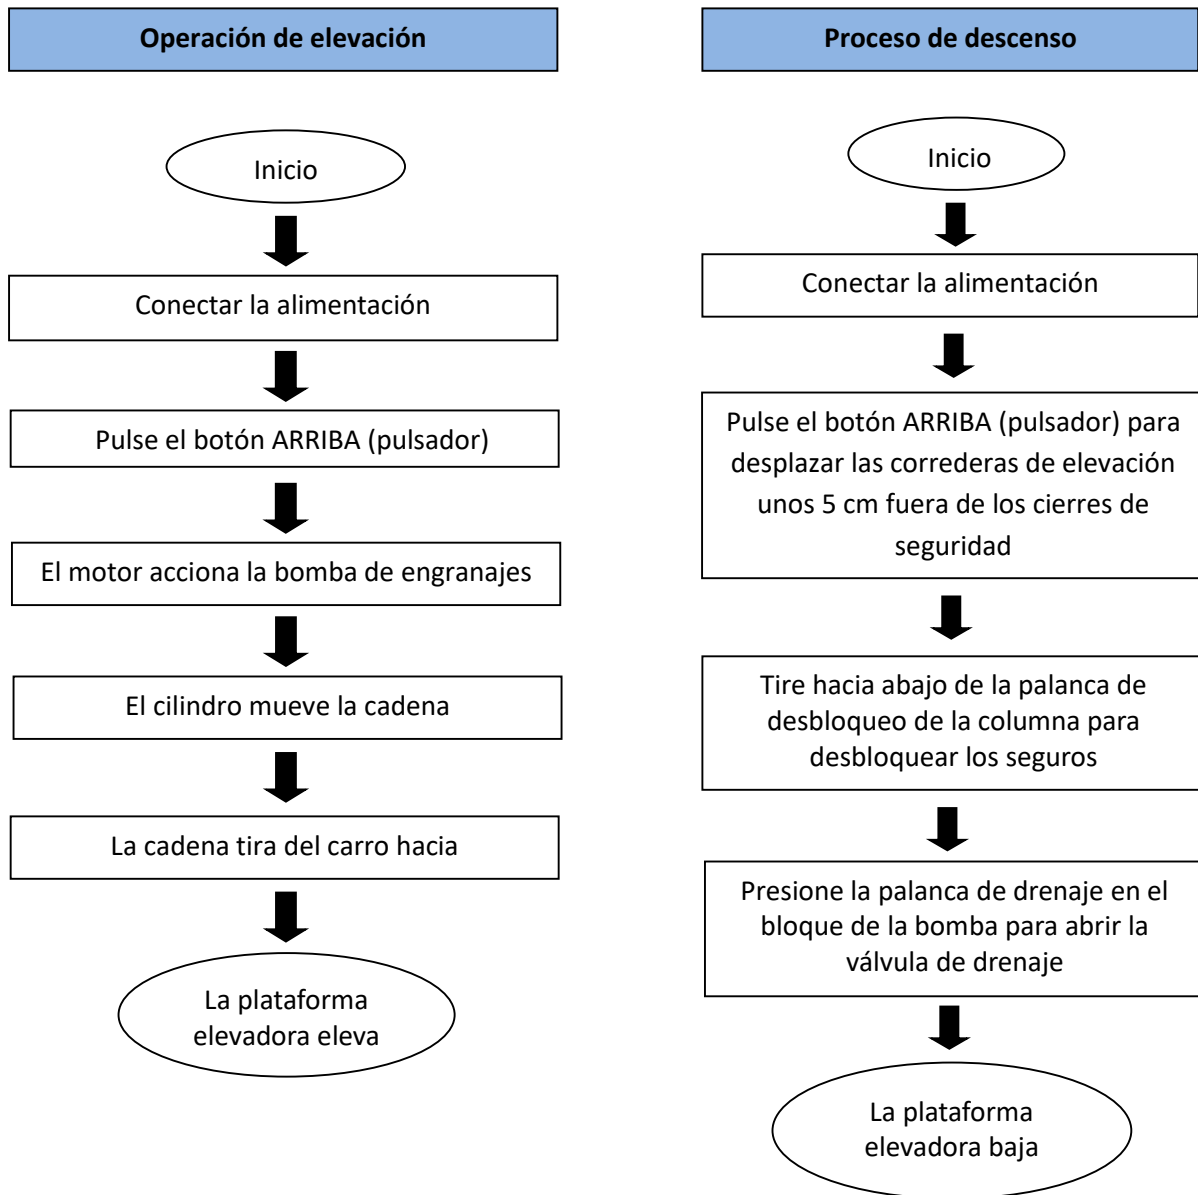 Operación de elevación
Inicio
Conectar la alimentación
Pulse el botón ARRIBA (pulsador)
El motor acciona la bomba de engranajes
El cilindro mueve la cadena
La cadena tira del carro hacia
La plataforma
elevadora eleva
Proceso de descenso
Inicio
Conectar la alimentación
Pulse el botón ARRIBA (pulsador) para
desplazar las correderas de elevación
unos 5 cm fuera de los cierres de
seguridad
Tire hacia abajo de la palanca de
desbloqueo de la columna para
desbloquear los seguros
Presione la palanca de drenaje en el
bloque de la bomba para abrir la
válvula de drenaje
La plataforma
elevadora baja